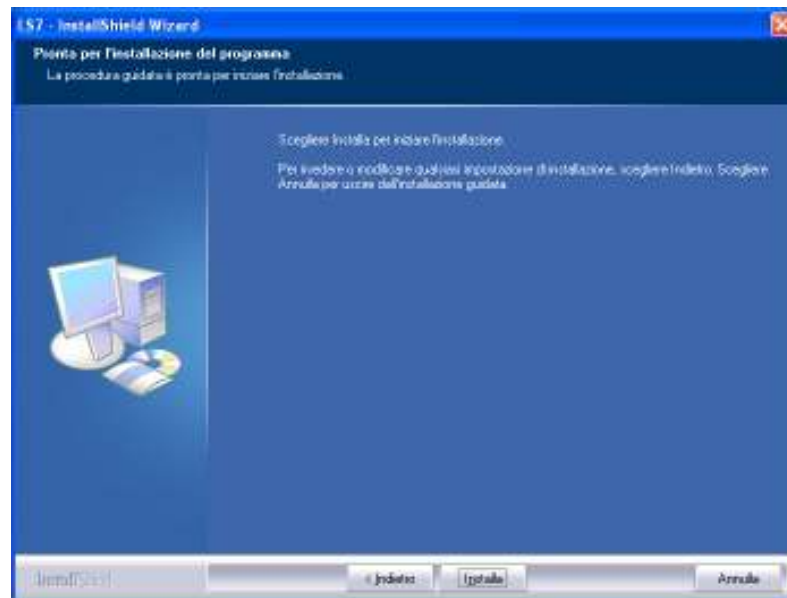 LS7 - InstallShield Wizard
Pronta per l'installazione del programma
La procedura guidata è pronta per iniziare l'installazione.
Scegliere Installa per iniziare l'installazione.
Per rivedere o modificare qualsiasi impostazione di installazione, scegliere Indietro. Scegliere
Annulla per uscire dall'installazione guidata.
InstallShield
< Indietro
Installa
Annulla